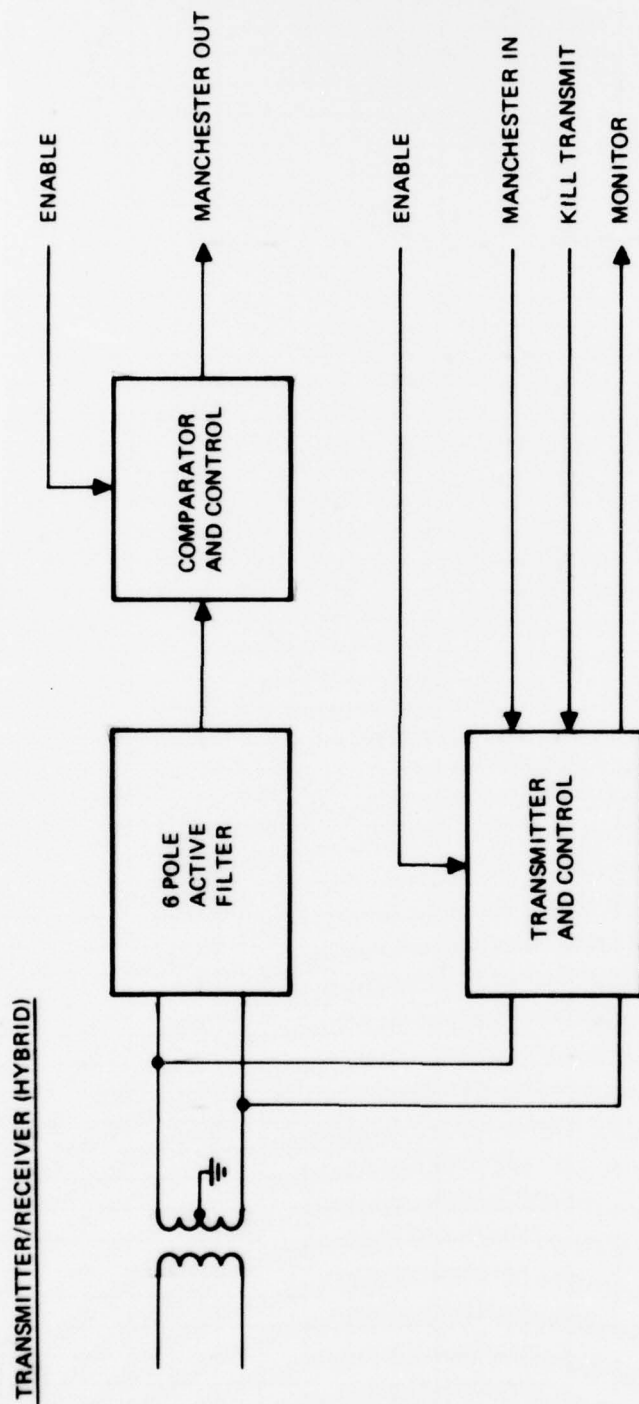 TRANSMITTER/RECEIVER (HYBRID)
6 POLE
ACTIVE
FILTER
COMPARATOR
AND CONTROL
ENABLE
MANCHESTER OUT
TRANSMITTER
AND CONTROL
ENABLE
MANCHESTER IN
KILL TRANSMIT
MONITOR